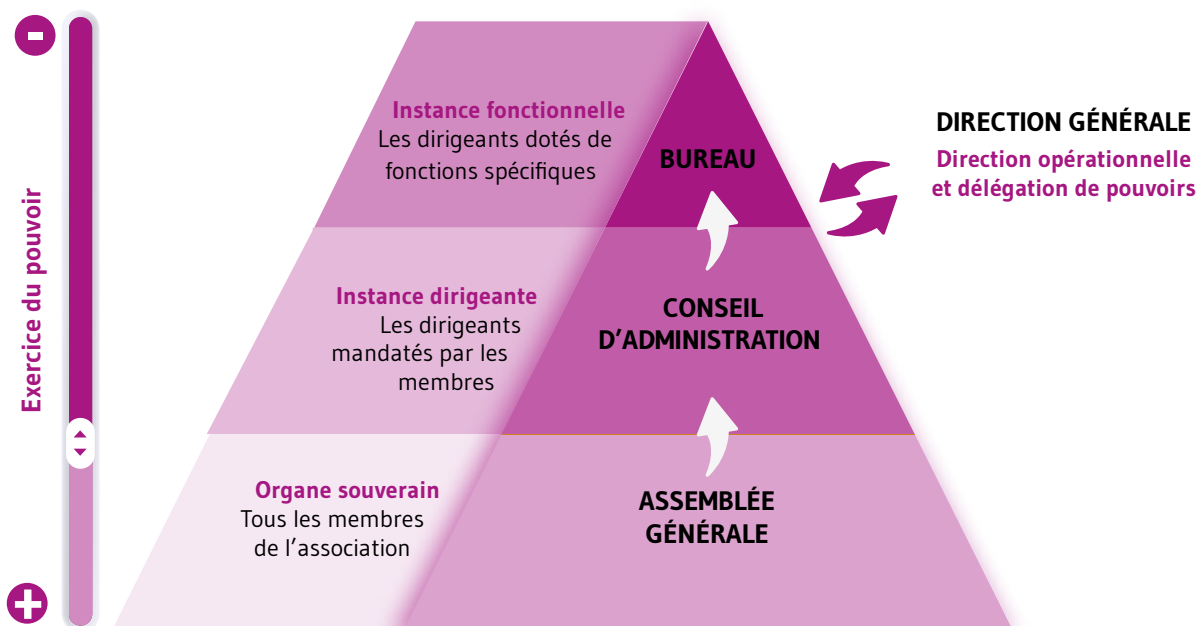 Exercice du pouvoir
Instance fonctionnelle
Les dirigeants dotés de
fonctions spécifiques
BUREAU
DIRECTION GÉNÉRALE
Direction opérationnelle
et délégation de pouvoirs
Instance dirigeante
Les dirigeants
mandatés par les
membres
CONSEIL
D'ADMINISTRATION
Organe souverain
Tous les membres
de l'association
ASSEMBLÉE
GÉNÉRALE